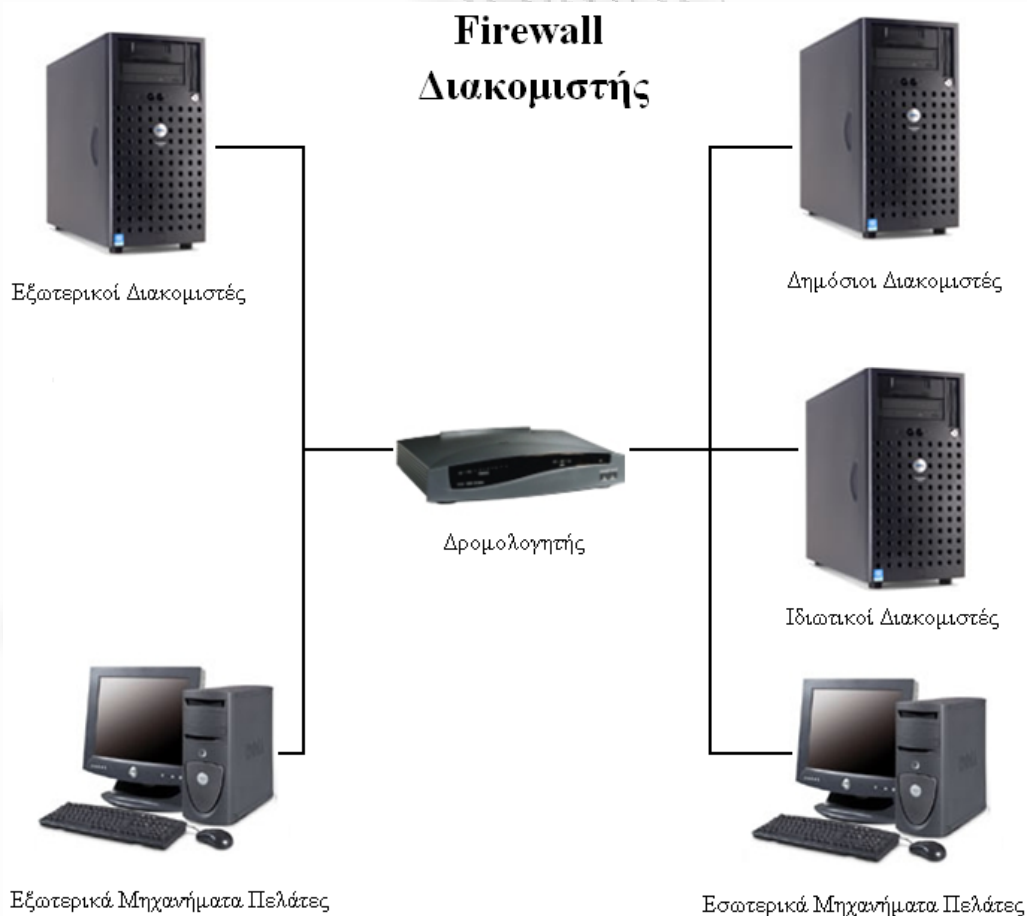 Firewall
Διακομιστής
Εξωτερικοί Διακομιστές
Δημόσιοι Διακομιστές
Δρομολογητής
Ιδιωτικοί Διακομιστές
Εξωτερικά Μηχανήματα Πελάτες
Εσωτερικά Μηχανήματα Πελάτες